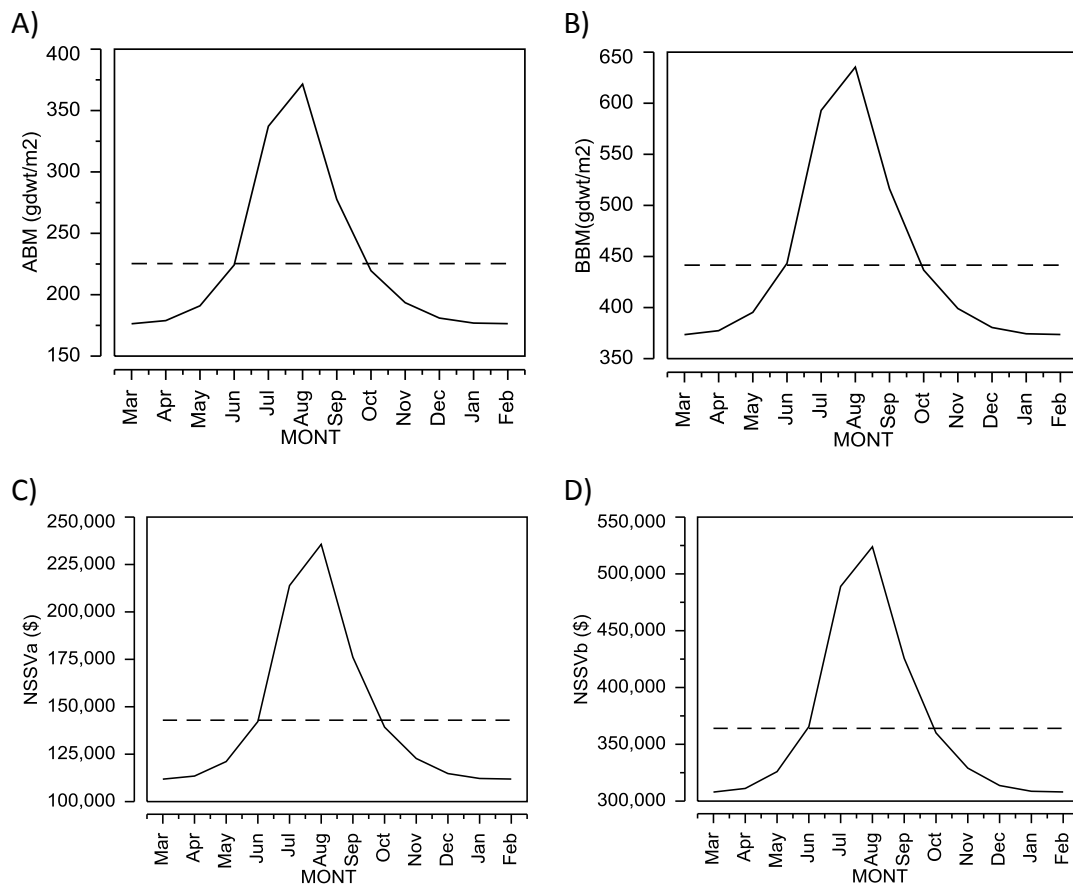 A)
400
350
300
250
200
150
ABM (gdwt/m2)
Mar Apr May Jun Jul Aug Sep Oct Nov Dec Jan Feb
MONT
B)
650
600
550
500
450
400
350
BBM(gdwt/m2)
Mar Apr May Jun Jul Aug Sep Oct Nov Dec Jan Feb
MONT
C)
250,000
225,000
200,000
175,000
150,000
125,000
100,000
NSSVa ($)
Mar Apr May Jun Jul Aug Sep Oct Nov Dec Jan Feb
MONT
D)
550,000
500,000
450,000
400,000
350,000
300,000
NSSVb ($)
Mar Apr May Jun Jul Aug Sep Oct Nov Dec Jan Feb
MONT